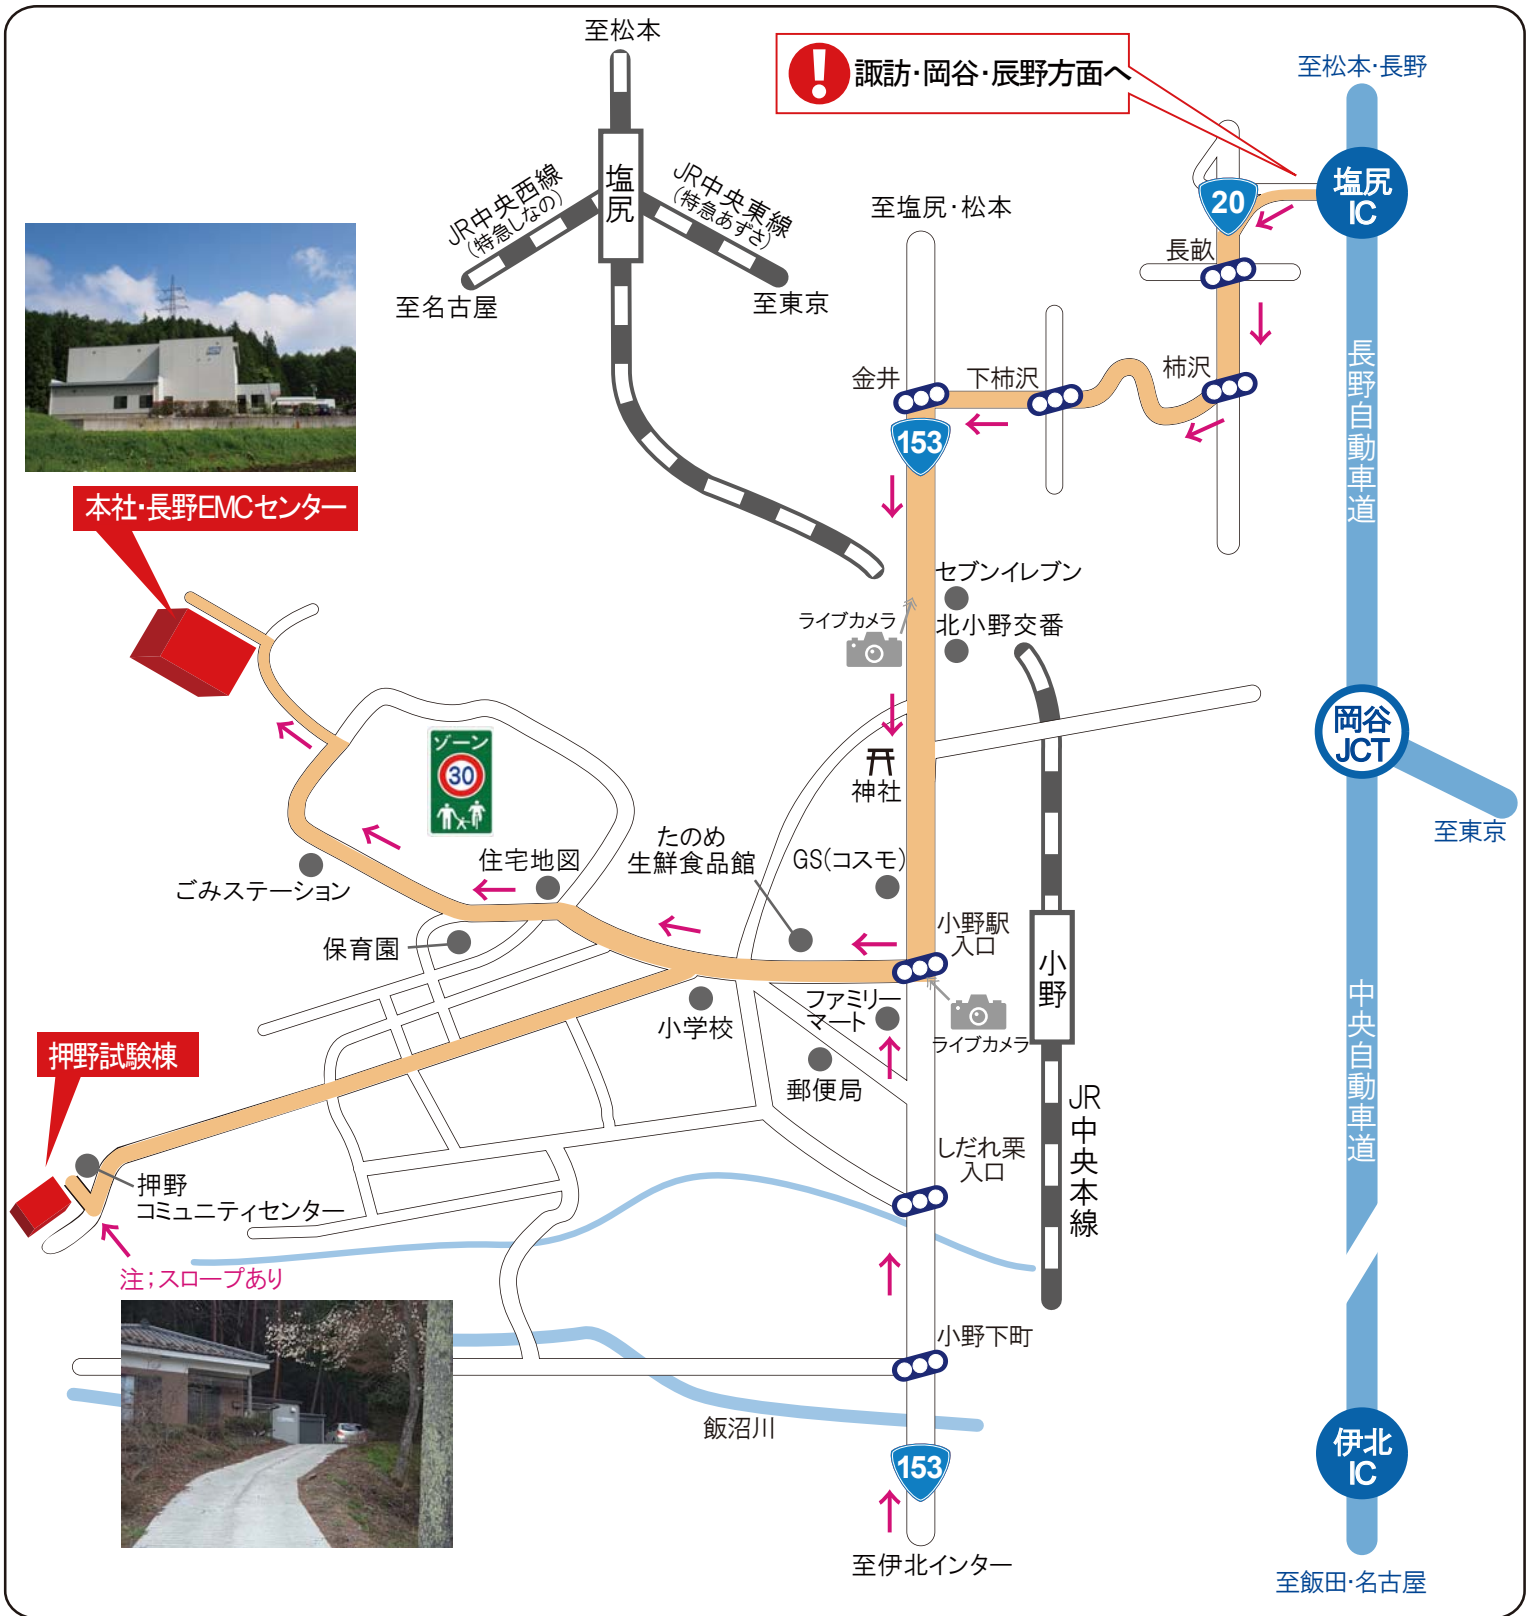 至松本
諏訪・岡谷・辰野方面へ
至松本・長野
塩尻
IC
20
塩尻
JR中央西線
(特急しなの)
JR中央東線
(特急あずさ)
至名古屋
至東京
至塩尻・松本
長畝
柿沢
下柿沢
金井
153
長野自動車道
本社・長野EMCセンター
セブンイレブン
ライブカメラ
北小野交番
岡谷
JCT
至東京
ゾーン
30
神社
たのめ
生鮮食品館
GS(コスモ)
住宅地図
ごみステーション
保育園
小野駅
入口
小野
ファミリー
マート
ライブカメラ
小学校
郵便局
中央自動車道
押野試験棟
JR中央本線
しだれ栗
入口
押野
コミュニティセンター
注；スロープあり
小野下町
飯沼川
153
伊北
IC
至伊北インター
至飯田・名古屋